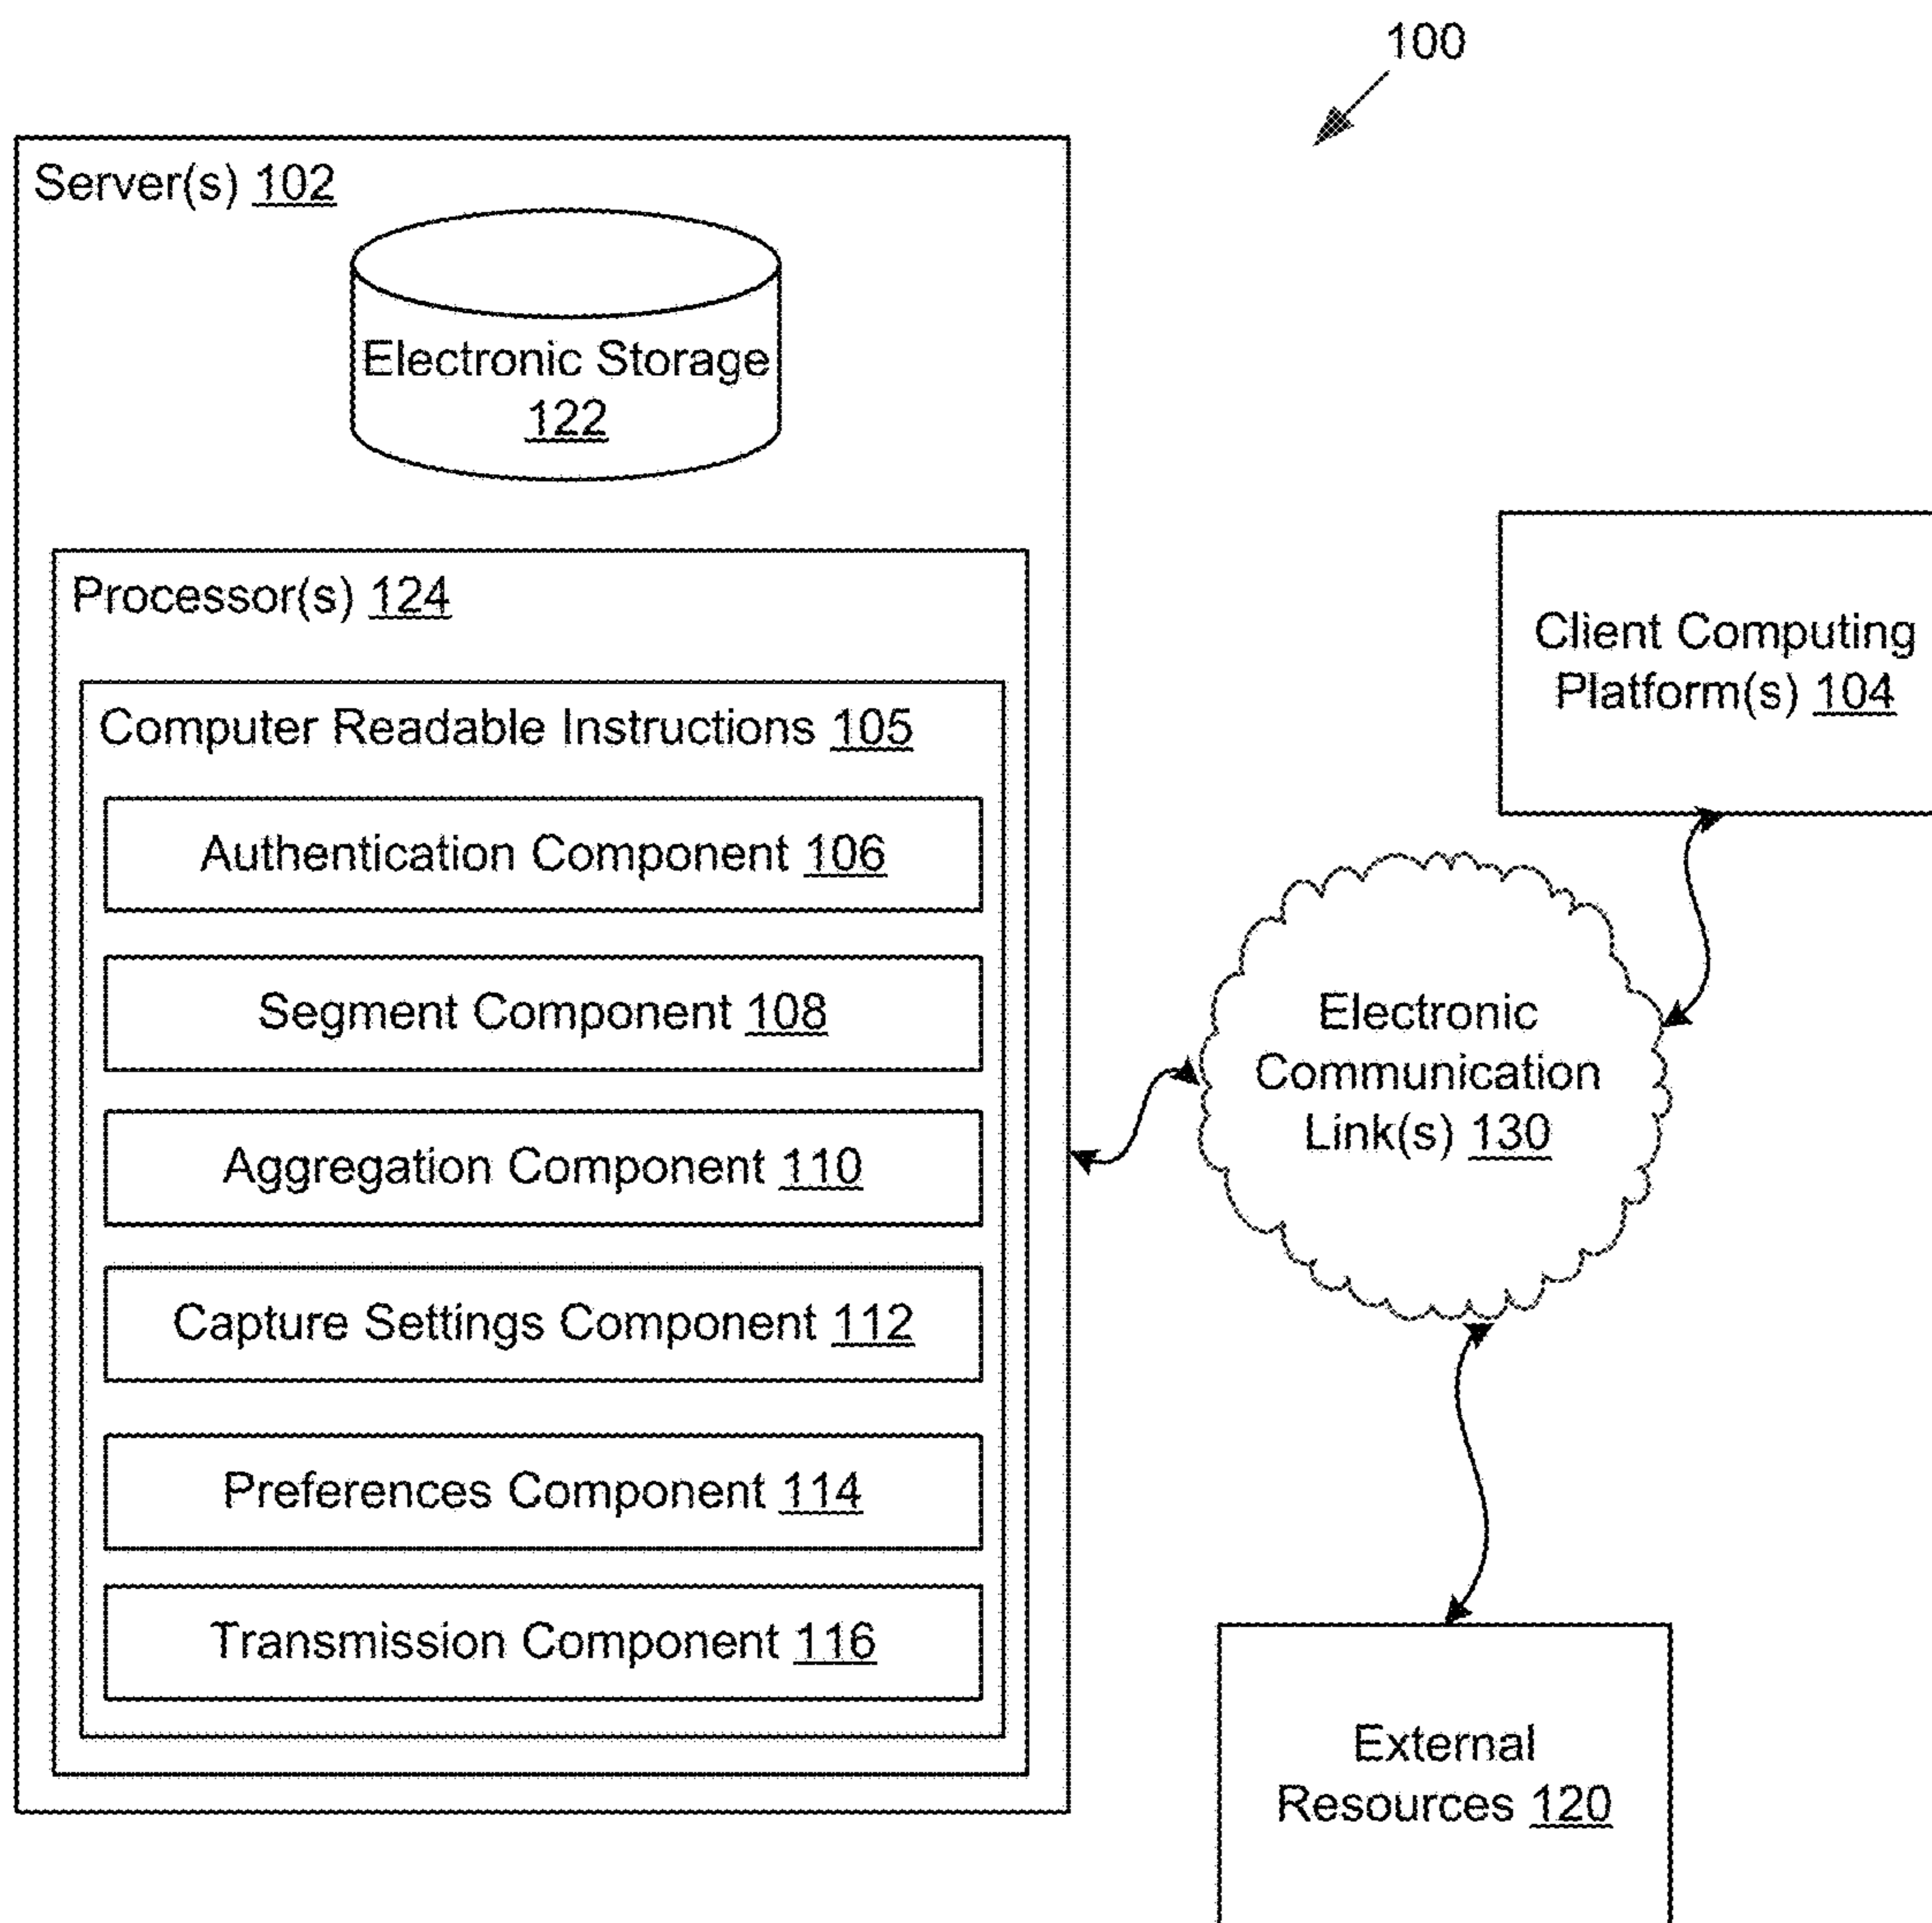 100
Server(s) 102
Electronic Storage
122
Processor(s) 124
Computer Readable Instructions 105
Authentication Component 106
Segment Component 108
Aggregation Component 110
Capture Settings Component 112
Preferences Component 114
Transmission Component 116
Client Computing
Platform(s) 104
Electronic
Communication
Link(s) 130
External
Resources 120